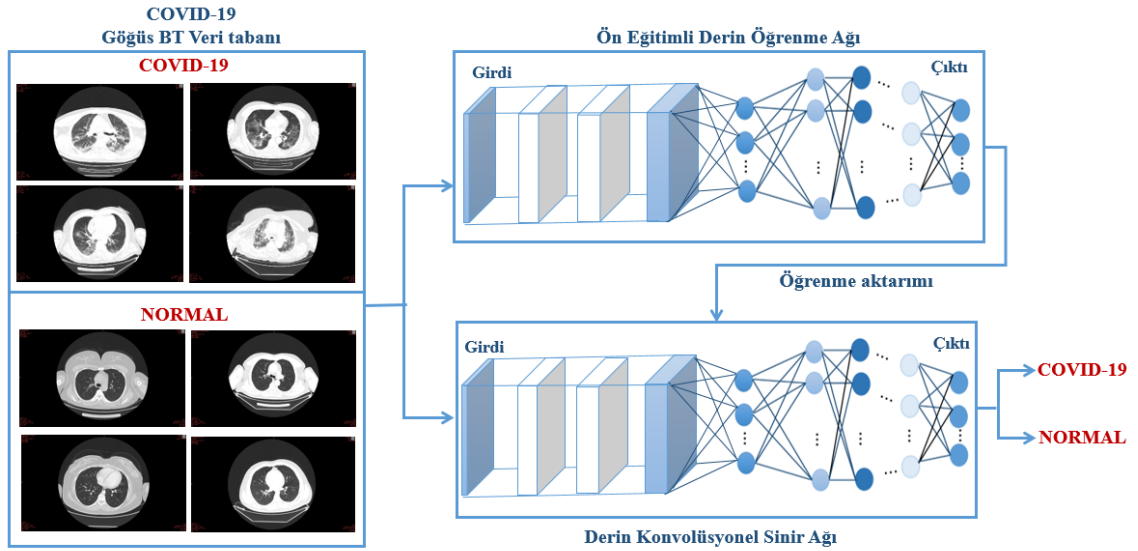 COVID-19
Göğüs BT Veri tabanı
COVID-19
NORMAL
Ön Eğitimli Derin Öğrenme Ağı
Girdi
Çıktı
Öğrenme aktarımı
Girdi
Çıktı
COVID-19
NORMAL
Derin Konvolüsyonel Sinir Ağı